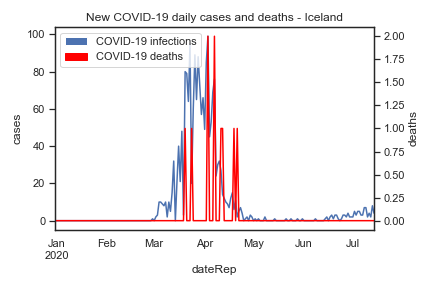 New COVID-19 daily cases and deaths - Iceland
COVID-19 infections
COVID-19 deaths
100
80
60
40
20
0
cases
2.00
1.75
1.50
1.25
1.00
0.75
0.50
0.25
0.00
deaths
Jan Feb Mar Apr May Jun Jul
2020
dateRep